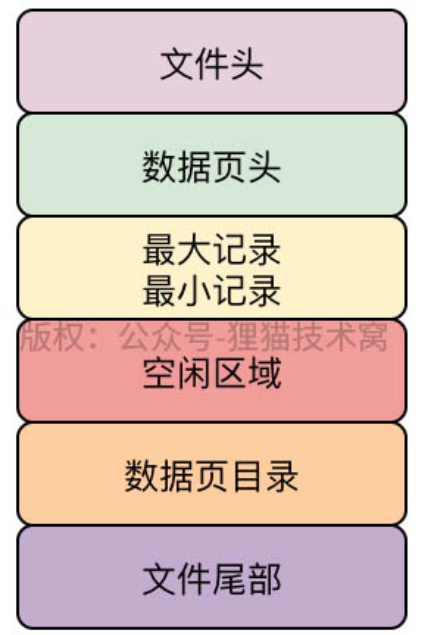 文件头
数据页头
最大记录
最小记录
版权：公众号-狸猫技术窝
空闲区域
数据页目录
文件尾部